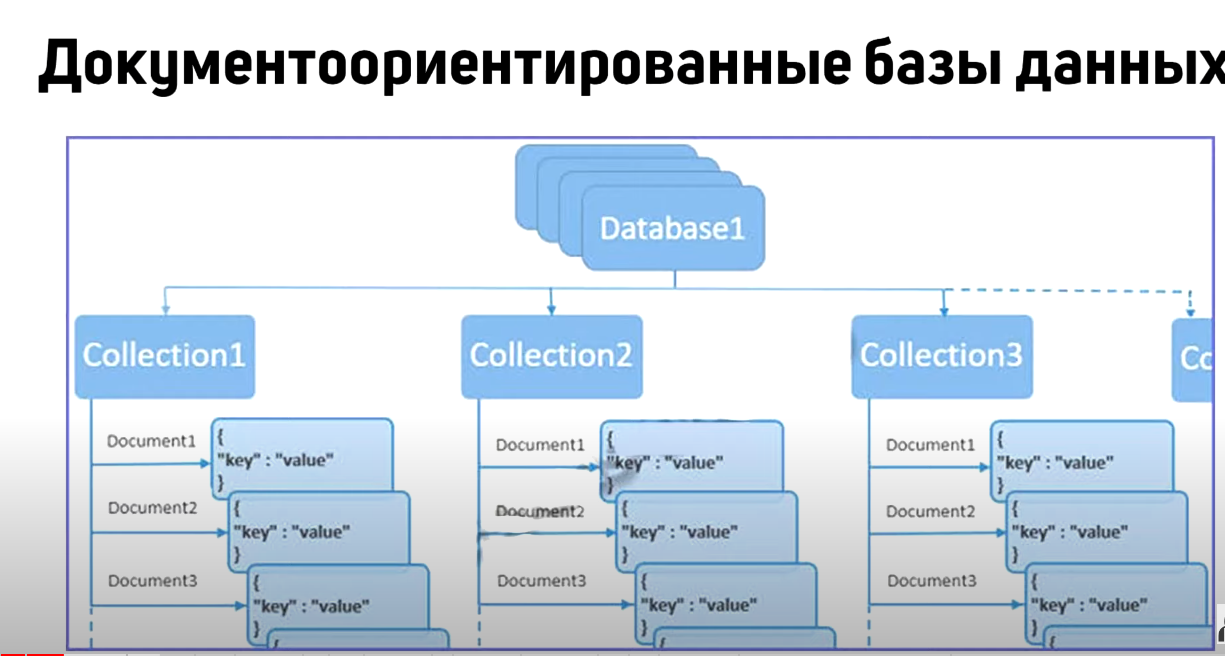 Документоориентированные базы данных
Database1
Collection1
Collection2
Collection3
Co
Document1
{
"key" : "value"
}
Document2
{
"key" : "value"
}
Document3
{
"key" : "value"
}
{
Document1
{
"key" : "value"
}
Document2
{
"key" : "value"
}
Document3
{
"key" : "value"
}
{
Document1
{
"key" : "value"
}
Document2
{
"key" : "value"
}
Document3
{
"key" : "value"
}
{